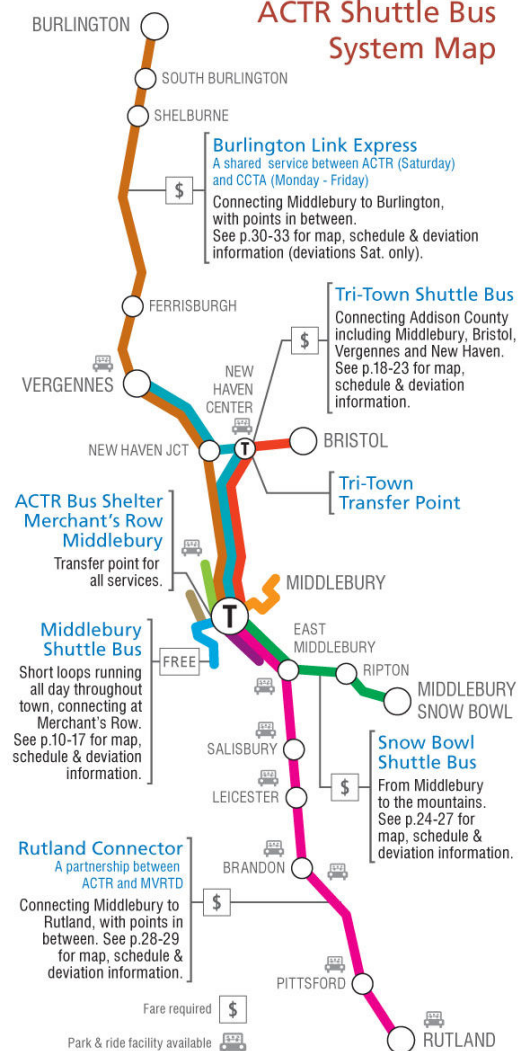 ACTR Shuttle Bus
System Map
BURLINGTON
SOUTH BURLINGTON
SHELBURNE
Burlington Link Express
A shared service between ACTR (Saturday)
and CCTA (Monday - Friday)
$
Connecting Middlebury to Burlington,
with points in between.
See p.30-33 for map, schedule & deviation
information (deviations Sat. only).
FERRISBURGH
Tri-Town Shuttle Bus
Connecting Addison County
including Middlebury, Bristol,
Vergennes and New Haven.
See p.18-23 for map,
schedule & deviation
information.
$
VERGENNES
NEW
HAVEN
CENTER
NEW HAVEN JCT
T
BRISTOL
Tri-Town
Transfer Point
ACTR Bus Shelter
Merchant's Row
Middlebury
Transfer point for
all services.
MIDDLEBURY
T
Middlebury
Shuttle Bus
FREE
Short loops running
all day throughout
town, connecting at
Merchant's Row.
See p.10-17 for map,
schedule & deviation
information.
EAST
MIDDLEBURY
RIPTON
MIDDLEBURY
SNOW BOWL
SALISBURY
Snow Bowl
Shuttle Bus
$
From Middlebury
to the mountains.
See p.24-27 for
map, schedule &
deviation information.
LEICESTER
Rutland Connector
A partnership between
ACTR and MVRTD
Connecting Middlebury to
Rutland, with points in
between. See p.28-29
for map, schedule &
deviation information.
$
BRANDON
PITTSFORD
Fare required $
Park & ride facility available
RUTLAND